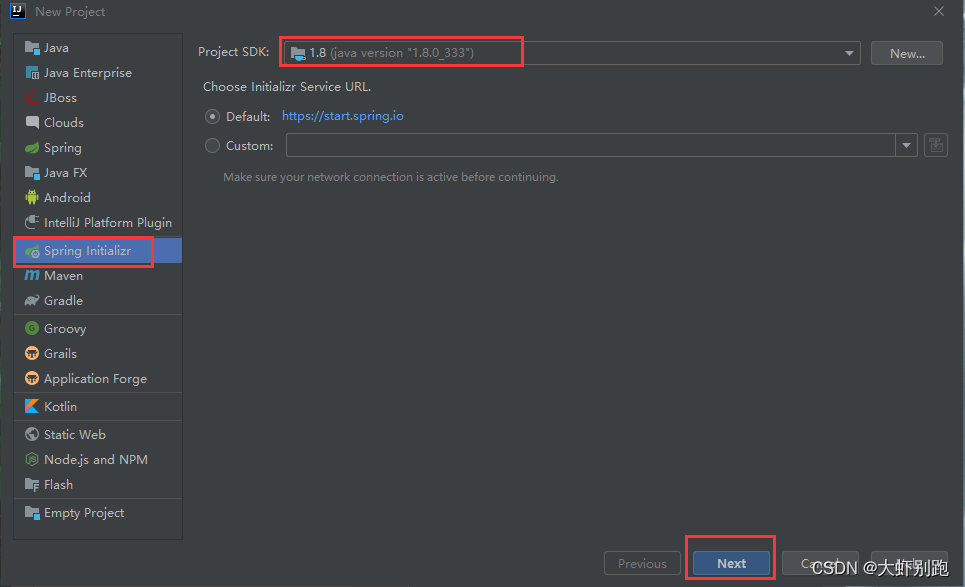 New Project
Java
Java Enterprise
JBoss
Clouds
Spring
Java FX
Android
IntelliJ Platform Plugin
Spring Initializr
Maven
Gradle
Groovy
Grails
Application Forge
Kotlin
Static Web
Node.js and NPM
Flash
Empty Project
Project SDK: 1.8 (java version "1.8.0_333") New...
Choose Initializr Service URL.
Default: https://start.spring.io
Custom:
Make sure your network connection is active before continuing.
Previous Next
CSDN @大虾别跑